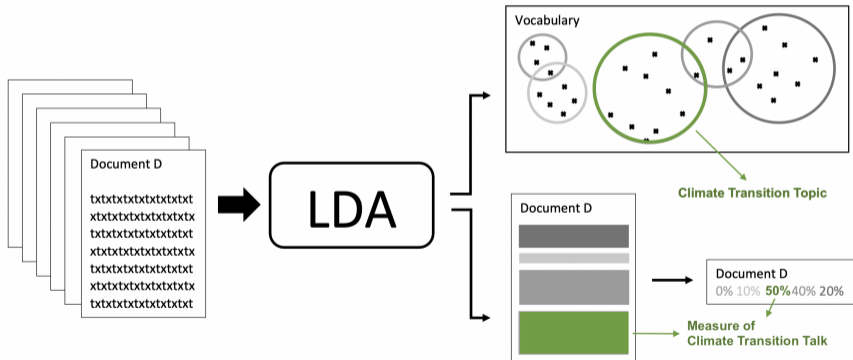 Vocabulary
Climate Transition Topic
Document D
txtxtxtxtxtxtxtxtxt
xtxtxtxtxtxtxtxtxtx
txtxtxtxtxtxtxtxtxt
xtxtxtxtxtxtxtxtxtx
txtxtxtxtxtxtxtxtxt
xtxtxtxtxtxtxtxtxtx
txtxtxtxtxtxtxtxtxt
LDA
Document D
Document D
0% 10% 50% 40% 20%
Measure of
Climate Transition Talk